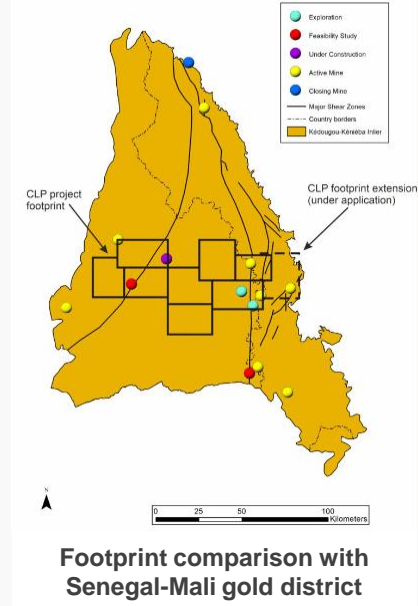 Exploration
Feasibility Study
Under Construction
Active Mine
Closing Mine
Major Shear Zones
Country borders
Kédougou-Kéniéba Inlier
CLP project
footprint
CLP footprint extension
(under application)
N
0 25 50 100
Kilometers
Footprint comparison with
Senegal-Mali gold district